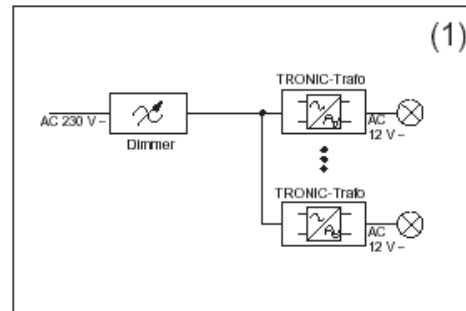 (1)
TRONIC-Trafo
AC 230 V~
Dimmer
AC
12 V~
TRONIC-Trafo
AC
12 V~